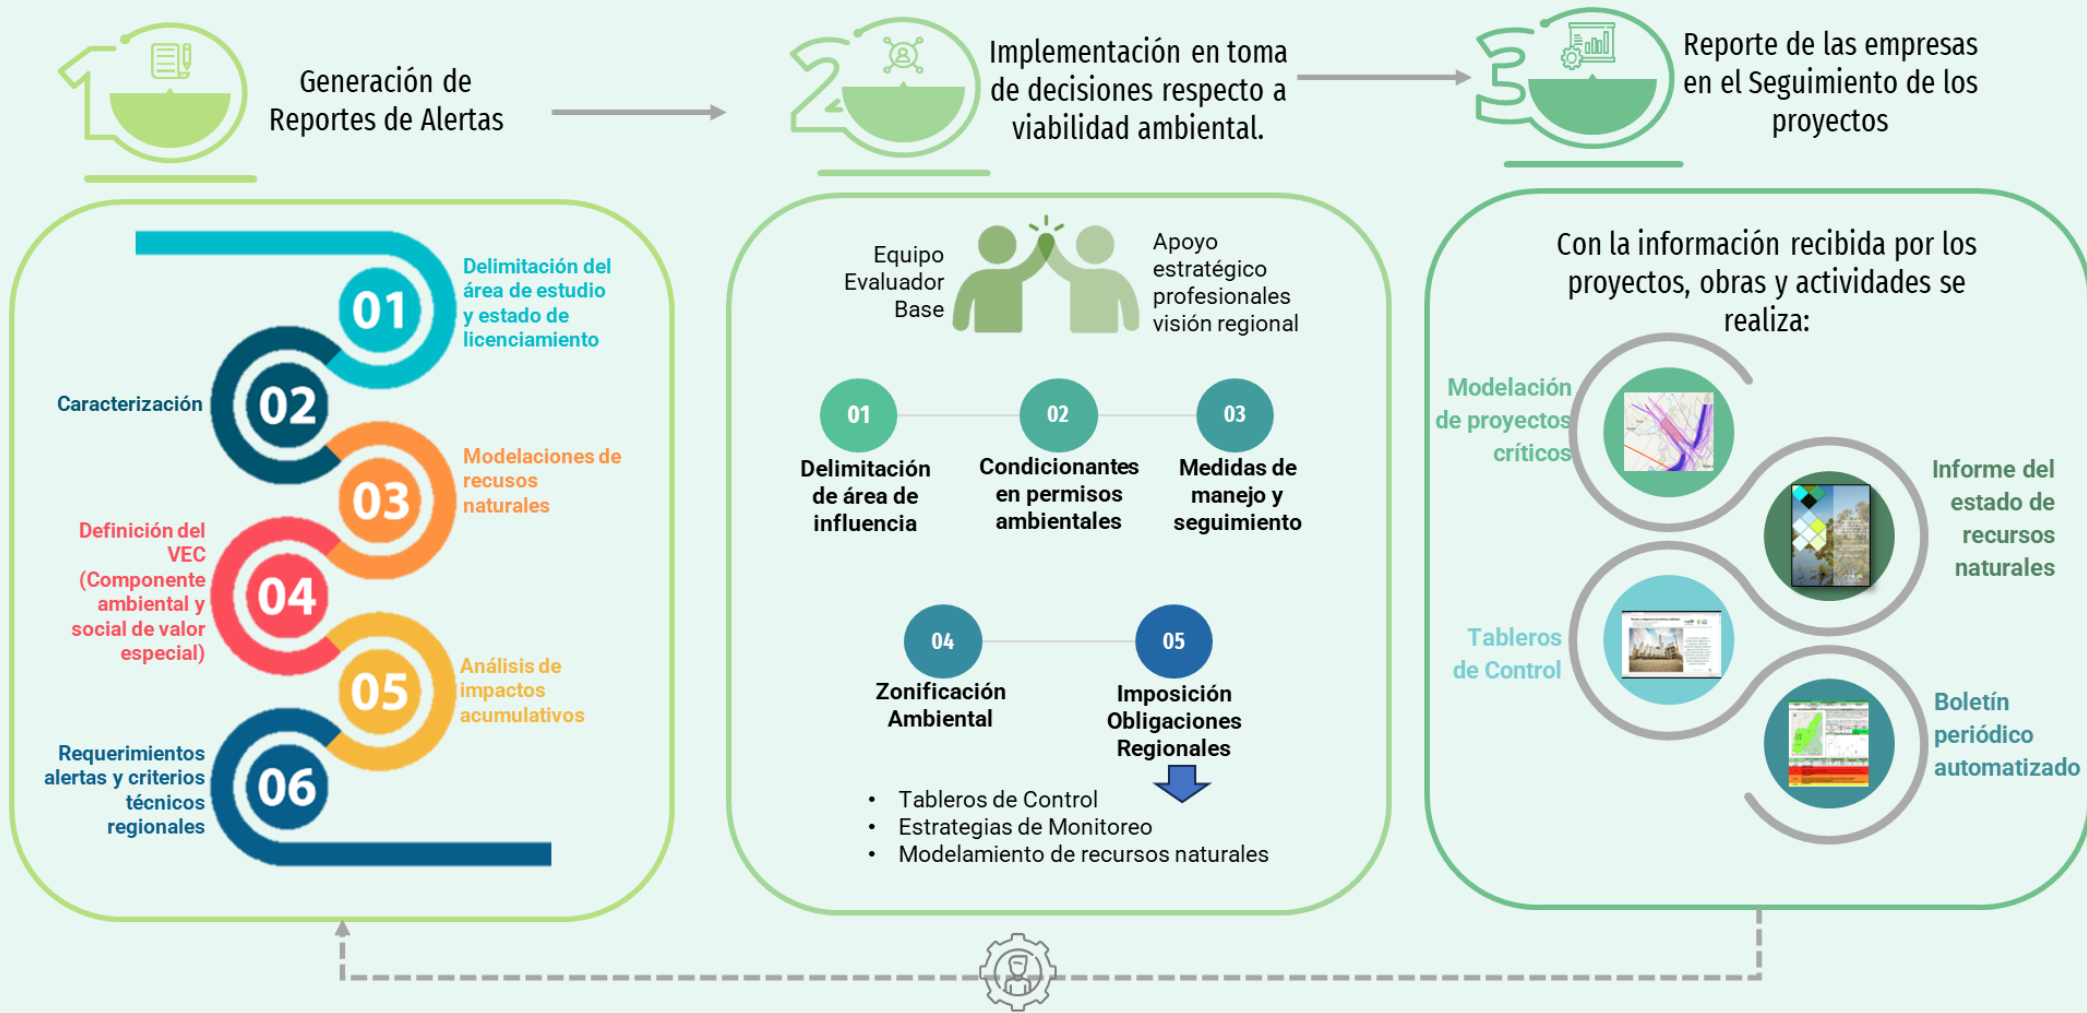 1
Generación de
Reportes de Alertas
2
Implementación en toma
de decisiones respecto a
viabilidad ambiental.
3
Reporte de las empresas
en el Seguimiento de los
proyectos
01
Delimitación del
área de estudio
y estado de
licenciamiento
Caracterización
02
03
Modelaciones de
recusos
naturales
Definición del
VEC
(Componente
ambiental y
social de valor
especial)
04
05
Análisis de
impactos
acumulativos
Requerimientos
alertas y criterios
técnicos
regionales
06
Equipo
Evaluador
Base
Apoyo
estratégico
profesionales
visión regional
01
Delimitación
de área de
influencia
02
Condicionantes
en permisos
ambientales
03
Medidas de
manejo y
seguimiento
04
Zonificación
Ambiental
05
Imposición
Obligaciones
Regionales
• Tableros de Control
• Estrategias de Monitoreo
• Modelamiento de recursos naturales
Con la información recibida por los
proyectos, obras y actividades se
realiza:
Modelación
de proyectos
críticos
Informe del
estado de
recursos
naturales
Tableros
de Control
Boletín
periódico
automatizado